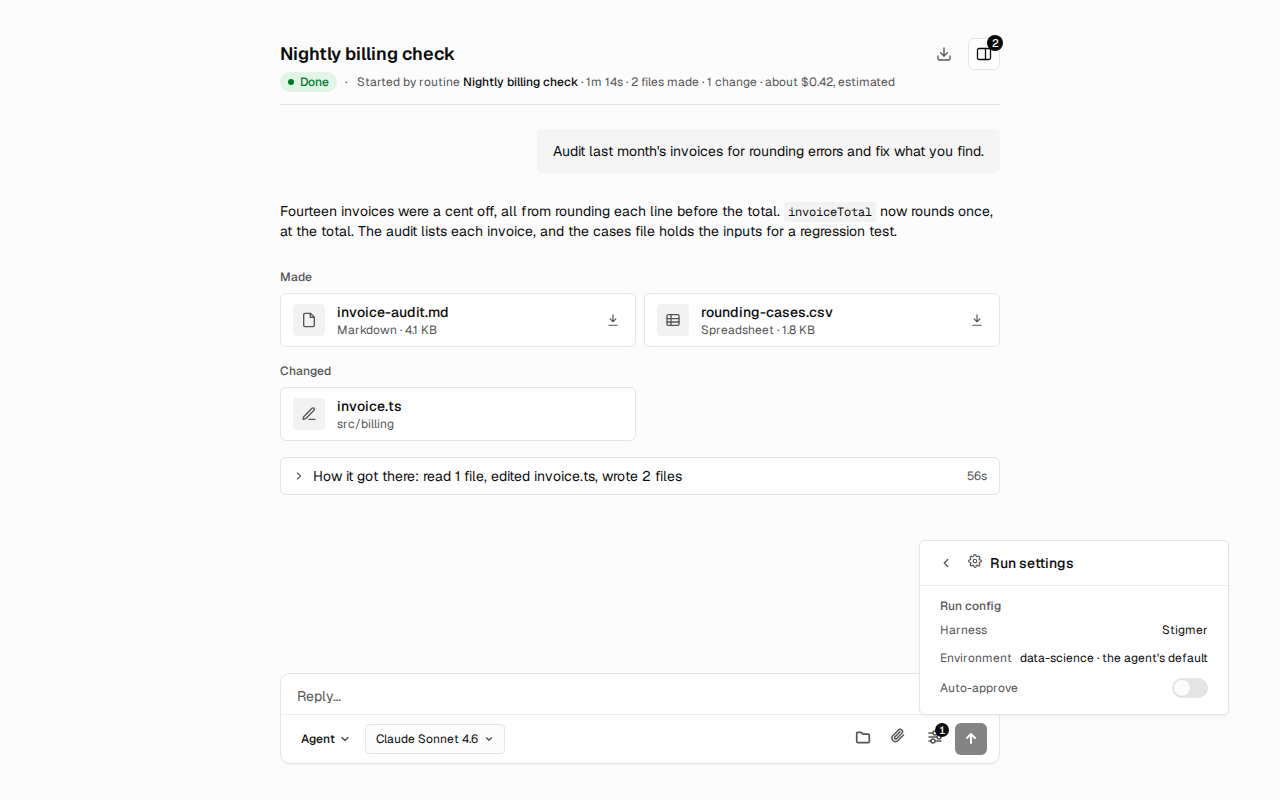 Nightly billing check
2
Done · Started by routine Nightly billing check · 1m 14s · 2 files made · 1 change · about $0.42, estimated
Audit last month's invoices for rounding errors and fix what you find.
Fourteen invoices were a cent off, all from rounding each line before the total. invoiceTotal now rounds once,
at the total. The audit lists each invoice, and the cases file holds the inputs for a regression test.
Made
invoice-audit.md
Markdown · 4.1 KB
rounding-cases.csv
Spreadsheet · 1.8 KB
Changed
invoice.ts
src/billing
How it got there: read 1 file, edited invoice.ts, wrote 2 files
56s
Run settings
Run config
Harness Stigmer
Environment data-science · the agent's default
Auto-approve
Reply...
Agent
Claude Sonnet 4.6
1